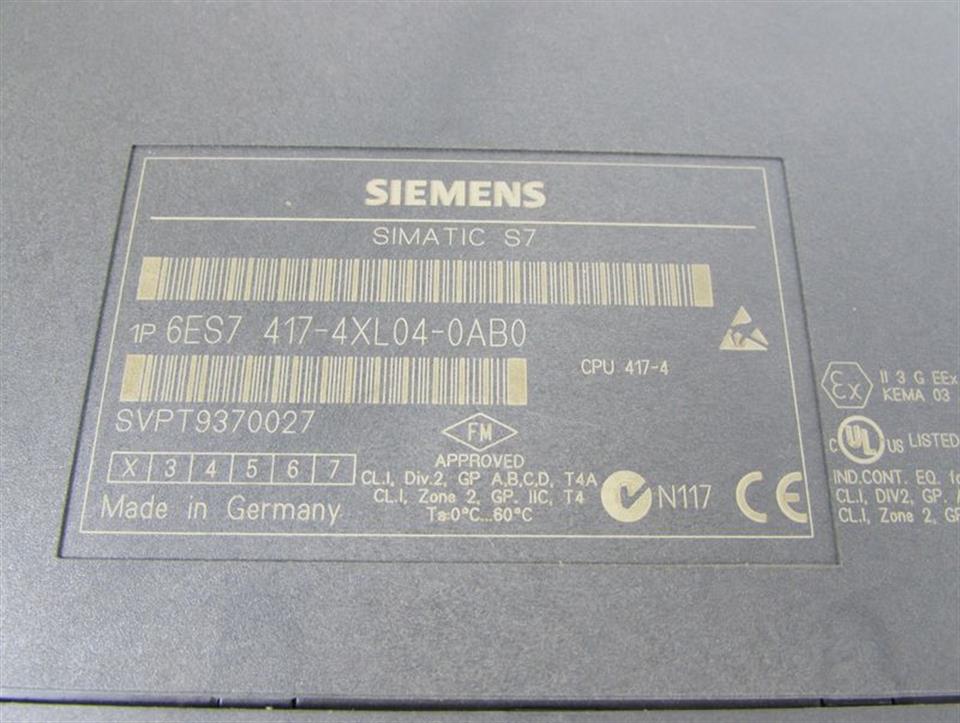 SIEMENS
SIMATIC S7
1P 6ES7 417-4XL04-0AB0
CPU 417-4
SVPT9370027
FM
APPROVED
CL.I, Div.2, GP A,B,C,D, T4A
CL.I, Zone 2, GP. IIC, T4
Ta:0°C...60°C
X 3 4 5 6 7
Made in Germany
N117
CE
Ex
II 3 G EEx
KEMA 03
C UL US LISTED
IND.CONT. EQ.
CL.I, DIV2, GP.
CL.I, Zone 2, GP